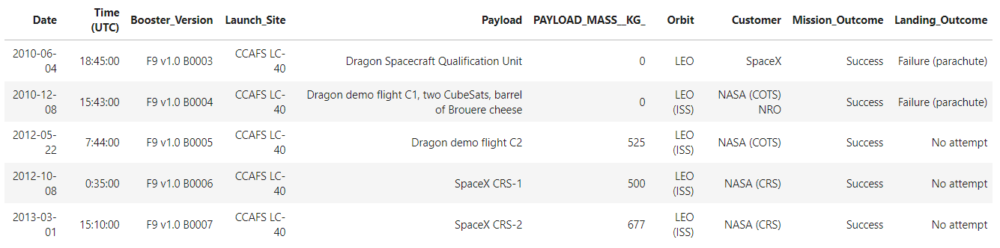 Date Time (UTC) Booster_Version Launch_Site Payload PAYLOAD_MASS__KG_ Orbit Customer Mission_Outcome Landing_Outcome
2010-06-04 18:45:00 F9 v1.0 B0003 CCAFS LC-40 Dragon Spacecraft Qualification Unit 0 LEO SpaceX Success Failure (parachute)
2010-12-08 15:43:00 F9 v1.0 B0004 CCAFS LC-40 Dragon demo flight C1, two CubeSats, barrel of Brouere cheese 0 LEO (ISS) NASA (COTS) NRO Success Failure (parachute)
2012-05-22 7:44:00 F9 v1.0 B0005 CCAFS LC-40 Dragon demo flight C2 525 LEO (ISS) NASA (COTS) Success No attempt
2012-10-08 0:35:00 F9 v1.0 B0006 CCAFS LC-40 SpaceX CRS-1 500 LEO (ISS) NASA (CRS) Success No attempt
2013-03-01 15:10:00 F9 v1.0 B0007 CCAFS LC-40 SpaceX CRS-2 677 LEO (ISS) NASA (CRS) Success No attempt